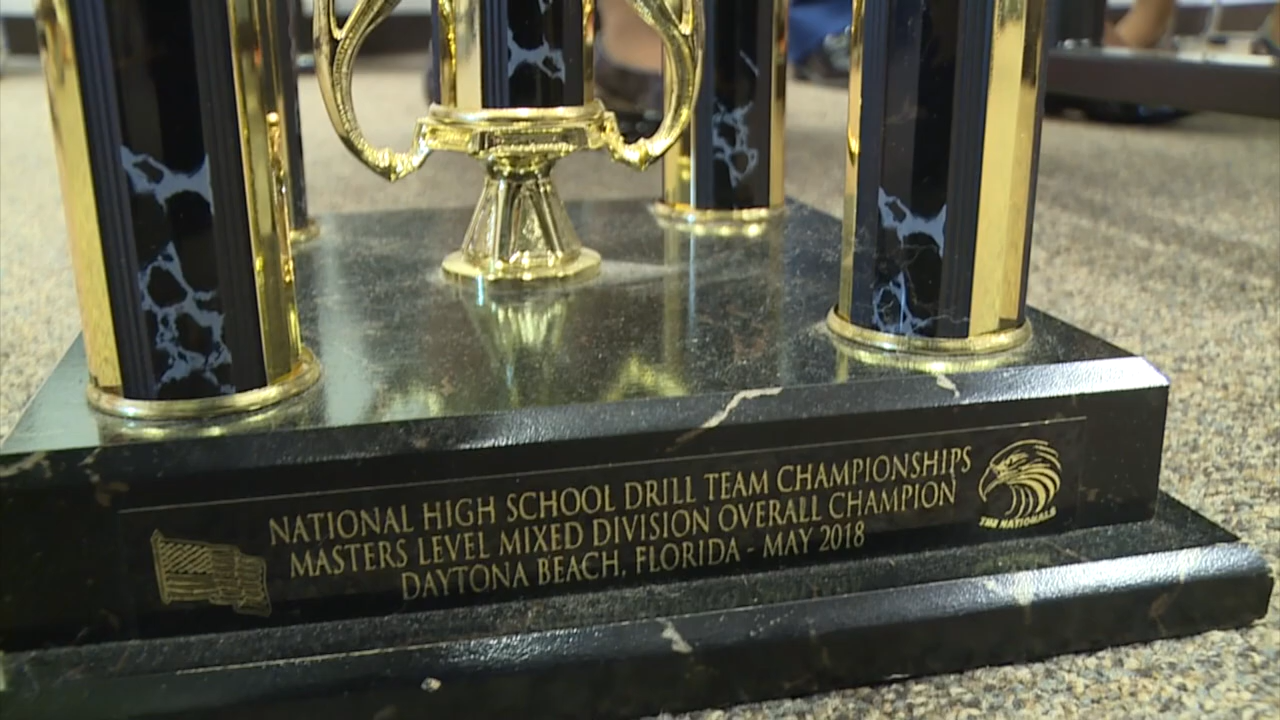 NATIONAL HIGH SCHOOL DRILL TEAM CHAMPIONSHIPS
MASTERS LEVEL MIXED DIVISION OVERALL CHAMPION
DAYTONA BEACH, FLORIDA - MAY 2018
THE NATIONALS